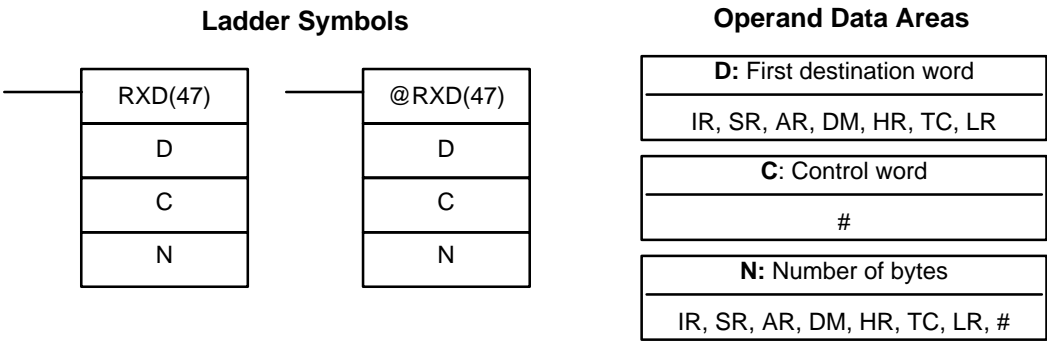 Ladder Symbols
RXD(47)
D
C
N
@RXD(47)
D
C
N
Operand Data Areas
D: First destination word
IR, SR, AR, DM, HR, TC, LR
C: Control word
#
N: Number of bytes
IR, SR, AR, DM, HR, TC, LR, #